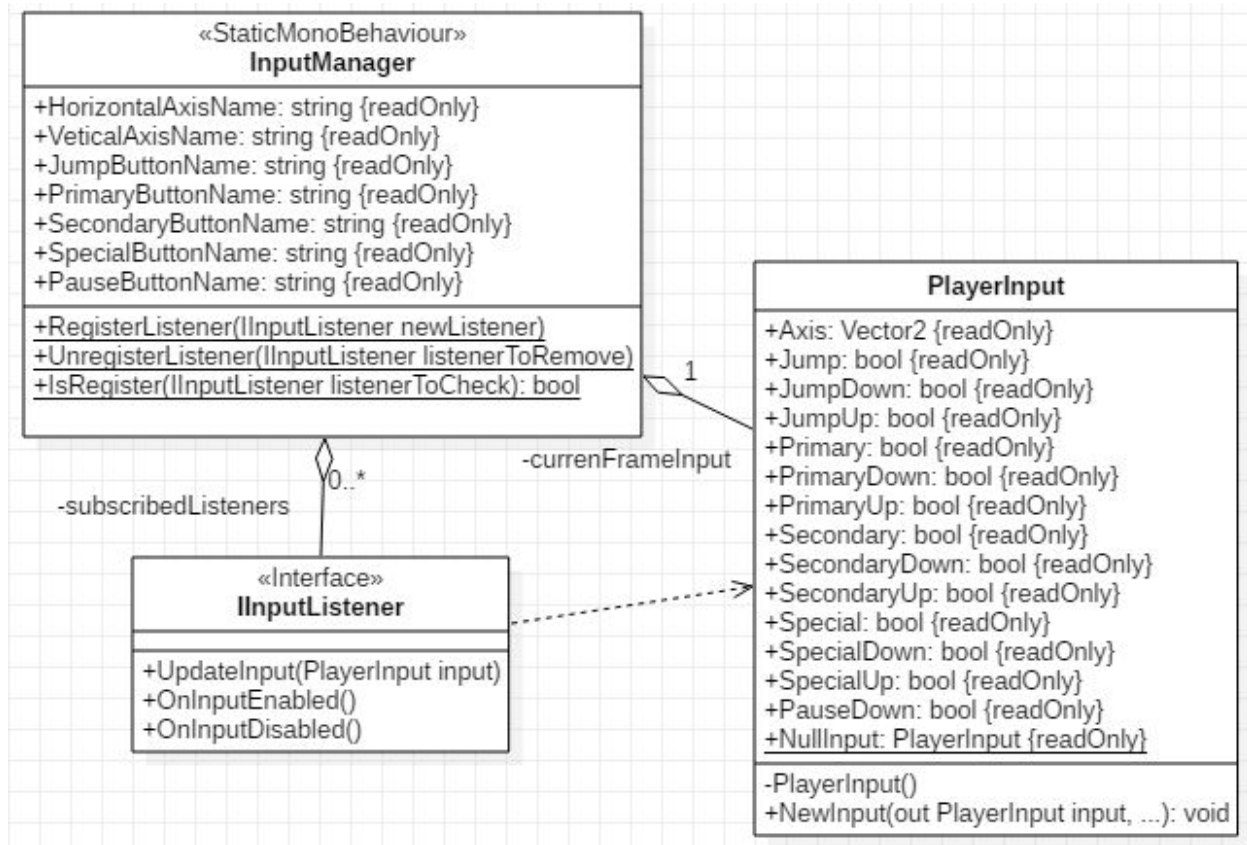 «StaticMonoBehaviour»
InputManager
+HorizontalAxisName: string {readOnly}
+VeticalAxisName: string {readOnly}
+JumpButtonName: string {readOnly}
+PrimaryButtonName: string {readOnly}
+SecondaryButtonName: string {readOnly}
+SpecialButtonName: string {readOnly}
+PauseButtonName: string {readOnly}
+RegisterListener(IInputListener newListener)
+UnregisterListener(IInputListener listenerToRemove)
+IsRegister(IInputListener listenerToCheck): bool
1
-currenFrameInput
0..*
-subscribedListeners
«Interface»
IInputListener
+UpdateInput(PlayerInput input)
+OnInputEnabled()
+OnInputDisabled()
PlayerInput
+Axis: Vector2 {readOnly}
+Jump: bool {readOnly}
+JumpDown: bool {readOnly}
+JumpUp: bool {readOnly}
+Primary: bool {readOnly}
+PrimaryDown: bool {readOnly}
+PrimaryUp: bool {readOnly}
+Secondary: bool {readOnly}
+SecondaryDown: bool {readOnly}
+SecondaryUp: bool {readOnly}
+Special: bool {readOnly}
+SpecialDown: bool {readOnly}
+SpecialUp: bool {readOnly}
+PauseDown: bool {readOnly}
+NullInput: PlayerInput {readOnly}
-PlayerInput()
+NewInput(out PlayerInput input, ...): void